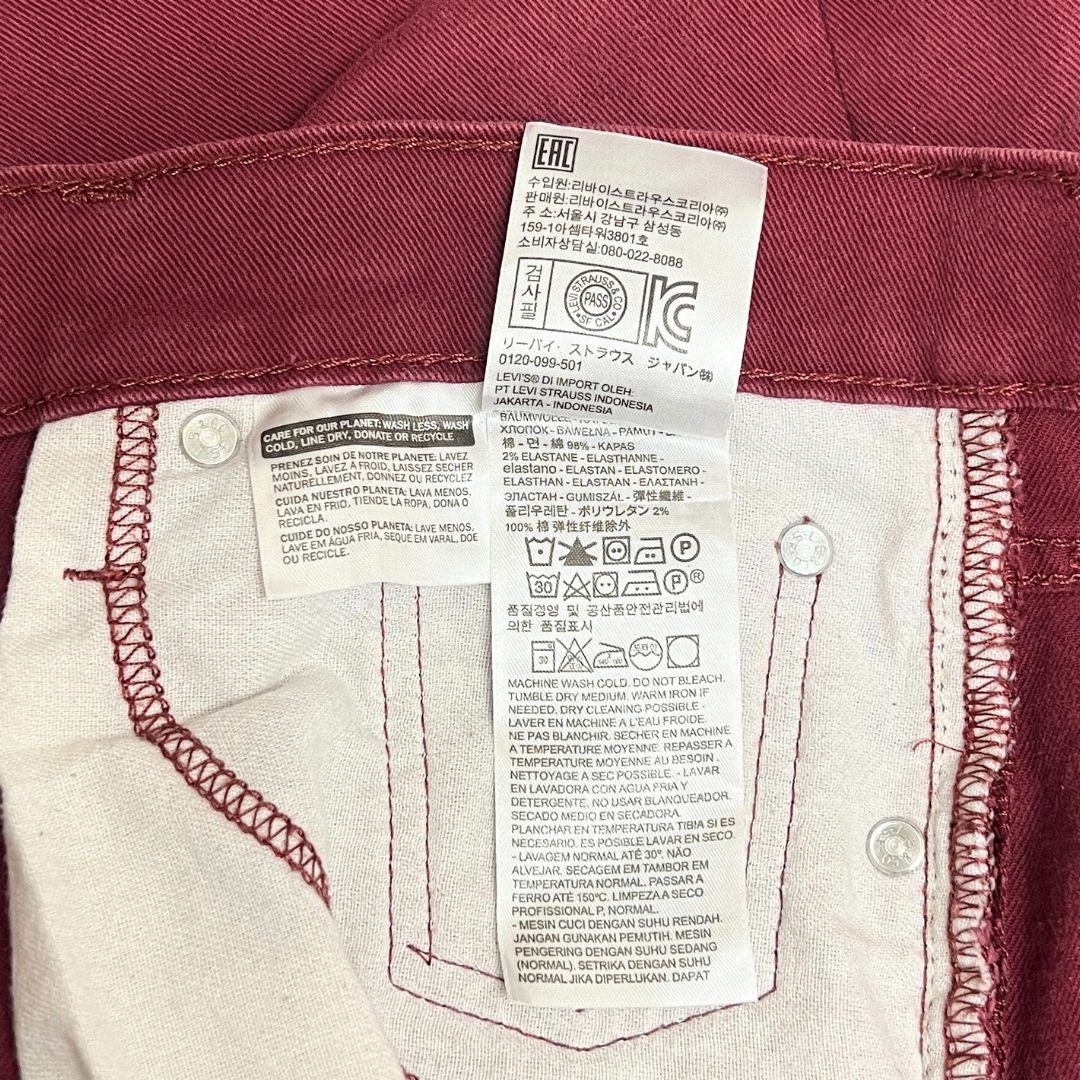 EAC
수입원:리바이스트라우스코리아㈜
판매원:리바이스트라우스코리아㈜
주 소:서울시 강남구 삼성동
159-1아셈타워3801호
소비자상담실:080-022-8088
검사필
LEVI STRAUSS & CO
PASS
SF CAL
KC
リーバイ・ストラウス ジャパン㈱
0120-099-501
LEVI'S® DI IMPORT OLEH:
PT LEVI STRAUSS INDONESIA
JAKARTA - INDONESIA
CARE FOR OUR PLANET: WASH LESS, WASH
COLD, LINE DRY, DONATE OR RECYCLE
PRENEZ SOIN DE NOTRE PLANETE: LAVEZ
MOINS, LAVEZ A FROID, LAISSEZ SECHER
NATURELLEMENT, DONNEZ OU RECYCLEZ
CUIDA NUESTRO PLANETA: LAVA MENOS,
LAVA EN FRIO, TIENDE LA ROPA, DONA O
RECICLA.
CUIDE DO NOSSO PLANETA: LAVE MENOS,
LAVE EM ÁGUA FRIA, SEQUE EM VARAL, DOE
OU RECICLE.
BAUMWOLLE
ХЛОПОК - BAWEŁNA - PAMUT -
棉 - 면 - 綿 98% - KAPAS
2% ELASTANE - ELASTHANNE -
elastano - ELASTAN - ELASTOMERO -
ELASTHAN - ELASTAAN - ΕΛΑΣΤΑΝΗ -
ЭЛАСТАН - GUMISZÁL - 彈性纖維 -
폴리우레탄 - ポリウレタン 2%
100% 棉 弹性纤维除外
P
30 P ®
품질경영 및 공산품안전관리법에
의한 품질표시
30 드라이
MACHINE WASH COLD. DO NOT BLEACH.
TUMBLE DRY MEDIUM. WARM IRON IF
NEEDED. DRY CLEANING POSSIBLE -
LAVER EN MACHINE A L'EAU FROIDE.
NE PAS BLANCHIR. SECHER EN MACHINE
A TEMPERATURE MOYENNE. REPASSER A
TEMPERATURE MOYENNE AU BESOIN -
NETTOYAGE A SEC POSSIBLE. - LAVAR
EN LAVADORA CON AGUA FRIA Y
DETERGENTE. NO USAR BLANQUEADOR.
SECADO MEDIO EN SECADORA.
PLANCHAR EN TEMPERATURA TIBIA SI ES
NECESARIO. ES POSIBLE LAVAR EN SECO.
- LAVAGEM NORMAL ATÉ 30º. NÃO
ALVEJAR. SECAGEM EM TAMBOR EM
TEMPERATURA NORMAL. PASSAR A
FERRO ATÉ 150ºC. LIMPEZA A SECO
PROFISSIONAL P, NORMAL.
- MESIN CUCI DENGAN SUHU RENDAH.
JANGAN GUNAKAN PEMUTIH. MESIN
PENGERING DENGAN SUHU SEDANG
(NORMAL). SETRIKA DENGAN SUHU
NORMAL JIKA DIPERLUKAN. DAPAT